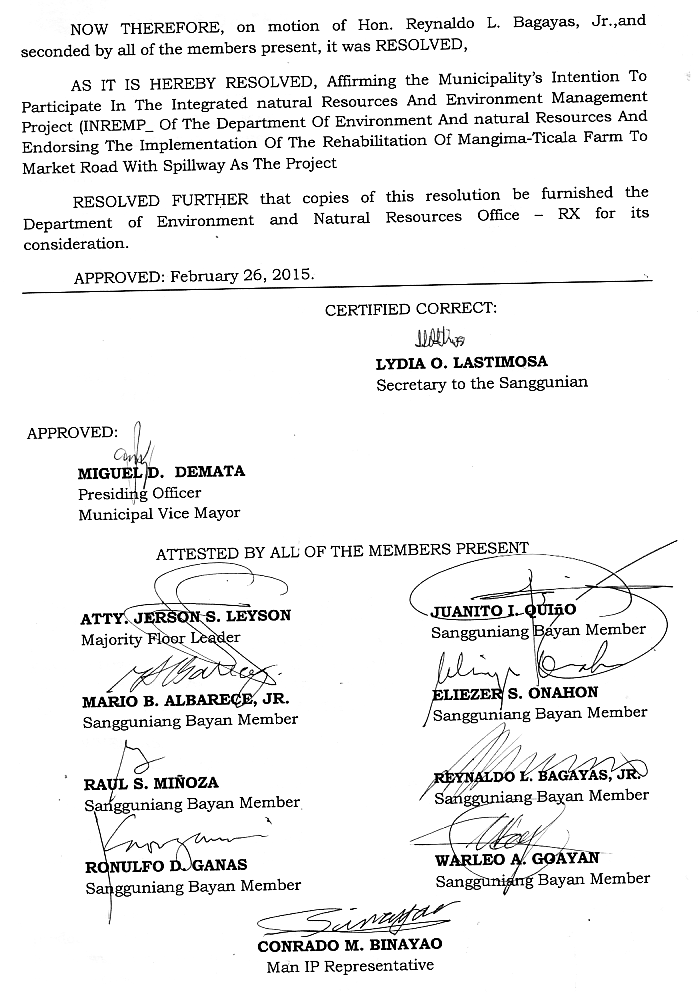 NOW THEREFORE, on motion of Hon. Reynaldo L. Bagayas, Jr.,and
seconded by all of the members present, it was RESOLVED,
AS IT IS HEREBY RESOLVED, Affirming the Municipality's Intention To
Participate In The Integrated natural Resources And Environment Management
Project (INREMP_ Of The Department Of Environment And natural Resources And
Endorsing The Implementation Of The Rehabilitation Of Mangima-Ticala Farm To
Market Road With Spillway As The Project
RESOLVED FURTHER that copies of this resolution be furnished the
Department of Environment and Natural Resources Office – RX for its
consideration.
APPROVED: February 26, 2015.
CERTIFIED CORRECT:
LYDIA O. LASTIMOSA
Secretary to the Sanggunian
APPROVED:
MIGUEL D. DEMATA
Presiding Officer
Municipal Vice Mayor
ATTESTED BY ALL OF THE MEMBERS PRESENT
ATTY. JERSON S. LEYSON
Majority Floor Leader
JUANITO I. QUIñO
Sangguniang Bayan Member
MARIO B. ALBARECE, JR.
Sangguniang Bayan Member
ELIEZER S. ONAHON
Sangguniang Bayan Member
RAUL S. MIÑOZA
Sangguniang Bayan Member
REYNALDO L. BAGAYAS, JR.
Sangguniang Bayan Member
RONULFO D. GANAS
Sangguniang Bayan Member
WARLEO A. GOAYAN
Sangguniang Bayan Member
Binayao
CONRADO M. BINAYAO
Man IP Representative